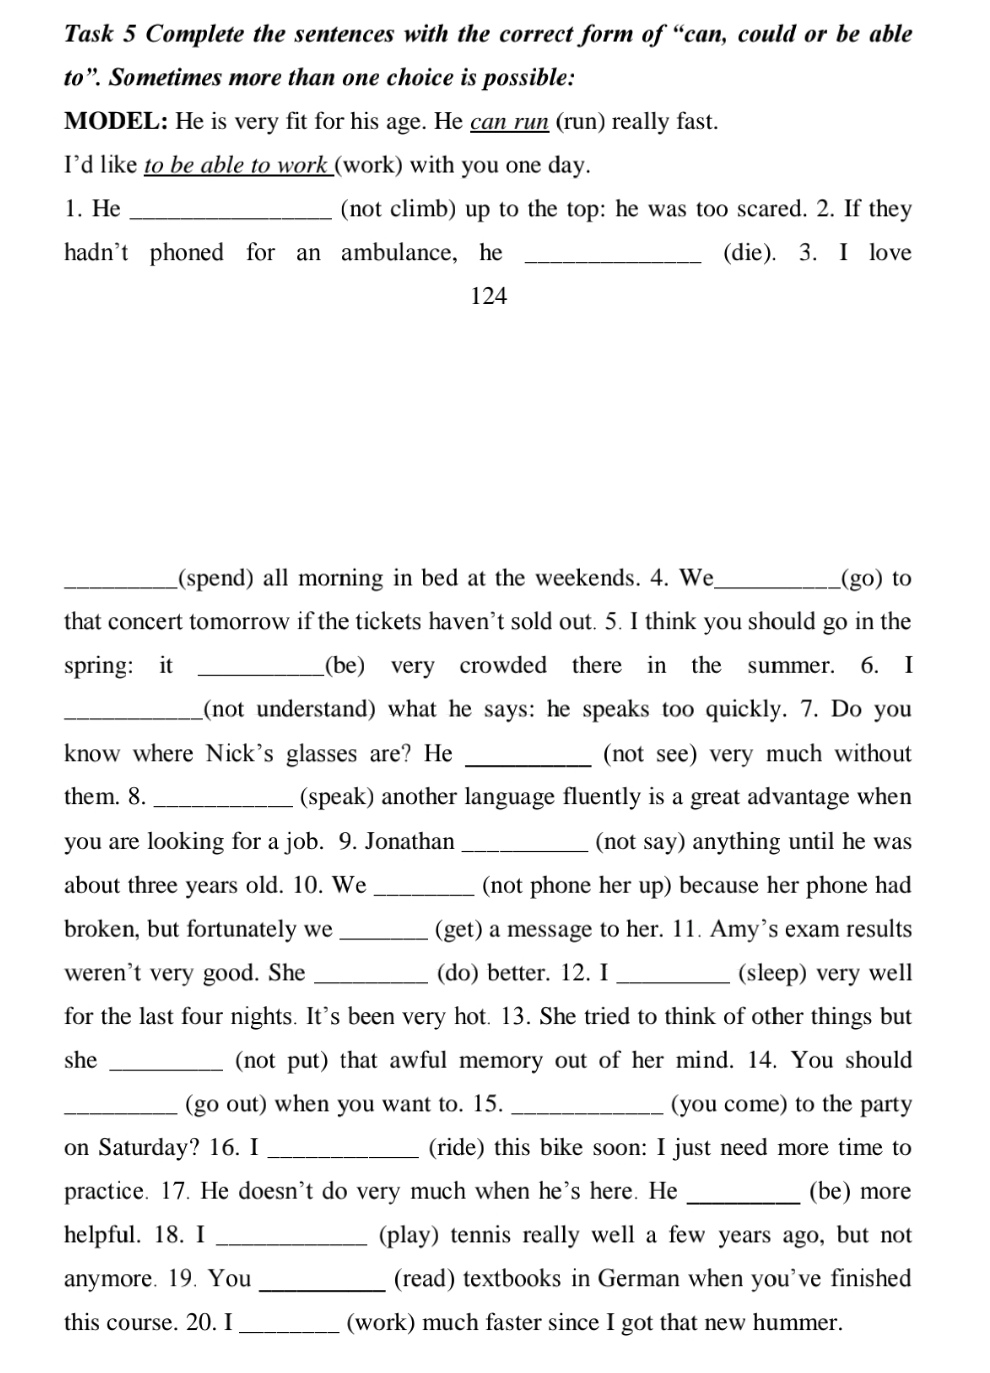 Task 5 Complete the sentences with the correct form of “can, could or be able
to”. Sometimes more than one choice is possible:
MODEL: He is very fit for his age. He can run (run) really fast.
I’d like to be able to work (work) with you one day.
1. He ________________ (not climb) up to the top: he was too scared. 2. If they
hadn’t phoned for an ambulance, he ______________ (die). 3. I love
124
_________(spend) all morning in bed at the weekends. 4. We__________(go) to
that concert tomorrow if the tickets haven’t sold out. 5. I think you should go in the
spring: it __________(be) very crowded there in the summer. 6. I
___________(not understand) what he says: he speaks too quickly. 7. Do you
know where Nick’s glasses are? He __________ (not see) very much without
them. 8. ___________ (speak) another language fluently is a great advantage when
you are looking for a job. 9. Jonathan __________ (not say) anything until he was
about three years old. 10. We ________ (not phone her up) because her phone had
broken, but fortunately we _______ (get) a message to her. 11. Amy’s exam results
weren’t very good. She _________ (do) better. 12. I _________ (sleep) very well
for the last four nights. It’s been very hot. 13. She tried to think of other things but
she _________ (not put) that awful memory out of her mind. 14. You should
_________ (go out) when you want to. 15. ____________ (you come) to the party
on Saturday? 16. I ____________ (ride) this bike soon: I just need more time to
practice. 17. He doesn’t do very much when he’s here. He _________ (be) more
helpful. 18. I ____________ (play) tennis really well a few years ago, but not
anymore. 19. You __________ (read) textbooks in German when you’ve finished
this course. 20. I ________ (work) much faster since I got that new hummer.